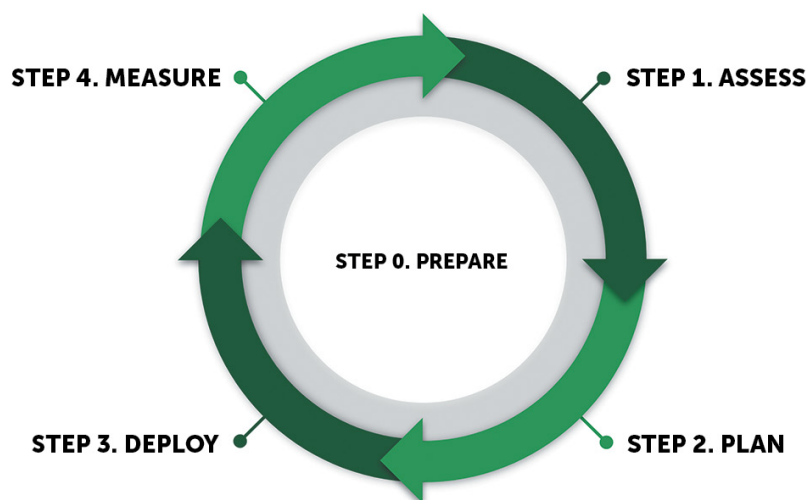 STEP 4. MEASURE
STEP 1. ASSESS
STEP 0. PREPARE
STEP 3. DEPLOY
STEP 2. PLAN